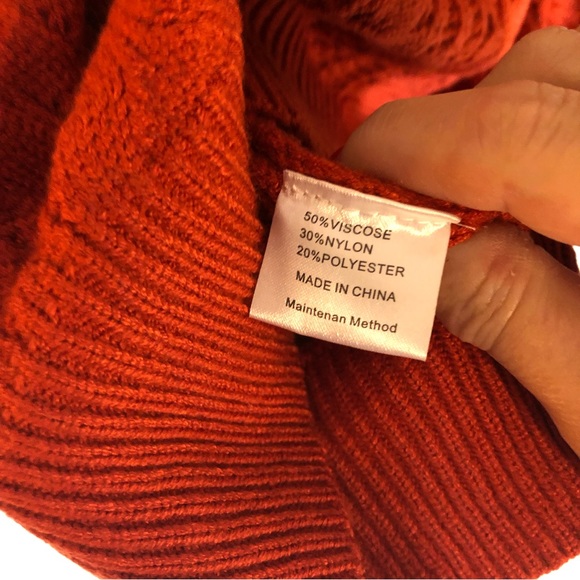 50%VISCOSE
30%NYLON
20%POLYESTER
MADE IN CHINA
Maintenan Method